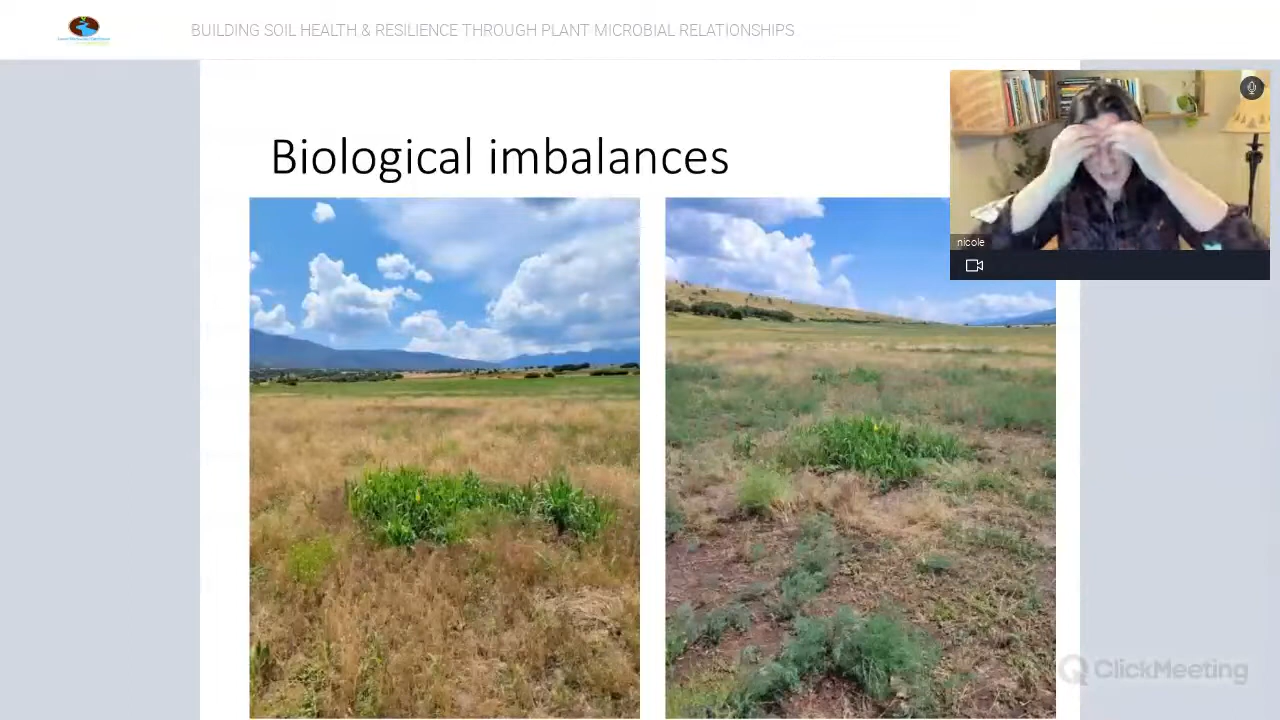 BUILDING SOIL HEALTH & RESILIENCE THROUGH PLANT MICROBIAL RELATIONSHIPS
Biological imbalances
nicole
ClickMeeting